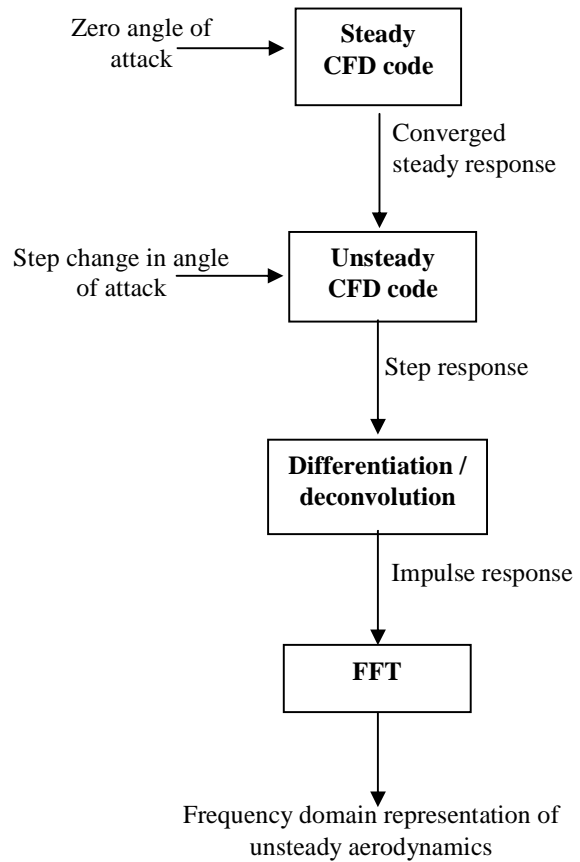 Zero angle of
attack
Steady
CFD code
Converged
steady response
Step change in angle
of attack
Unsteady
CFD code
Step response
Differentiation /
deconvolution
Impulse response
FFT
Frequency domain representation of
unsteady aerodynamics